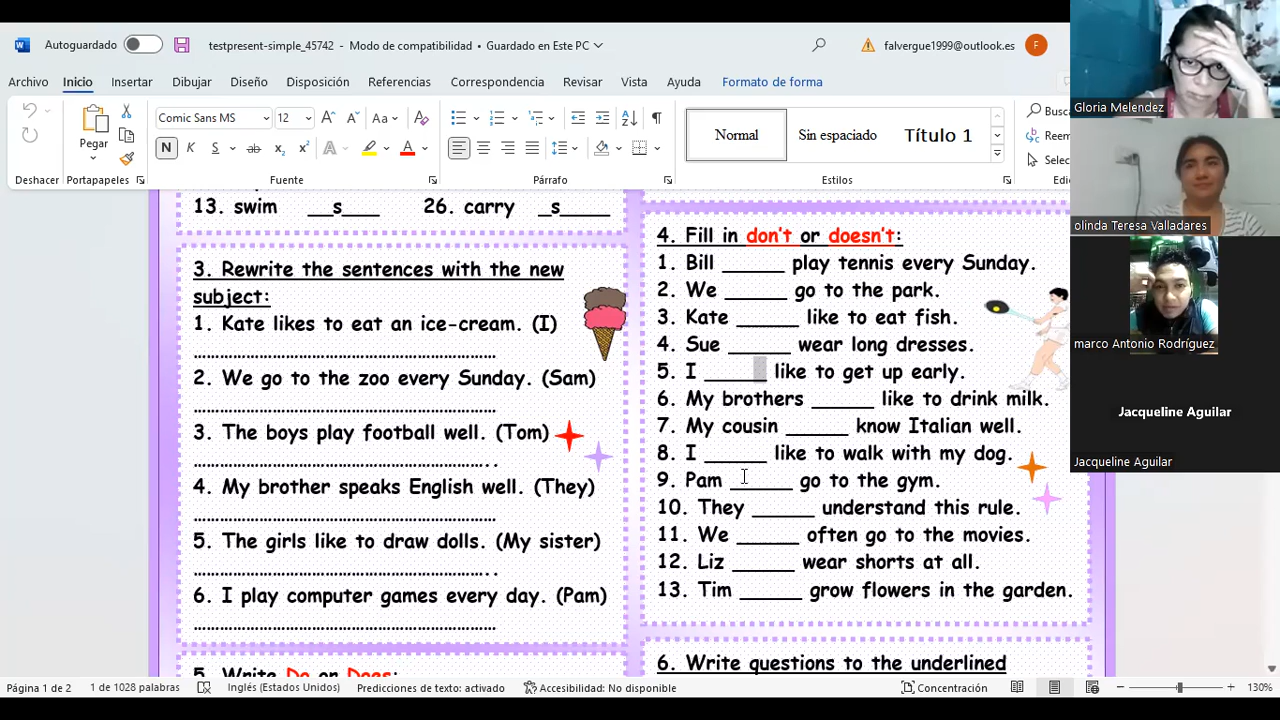 Autoguardado
testpresent-simple_45742 - Modo de compatibilidad • Guardado en Este PC
falvergue1999@outlook.es
F
Archivo Inicio Insertar Dibujar Diseño Disposición Referencias Correspondencia Revisar Vista Ayuda Formato de forma
Pegar
Comic Sans MS 12
N K S ab x₂ x² A A
Normal
Sin espaciado
Título 1
Deshacer Portapapeles Fuente Párrafo Estilos
13. swim __s___ 26. carry _s_____
3. Rewrite the sentences with the new
subject:
1. Kate likes to eat an ice-cream. (I)
2. We go to the zoo every Sunday. (Sam)
3. The boys play football well. (Tom)
4. My brother speaks English well. (They)
5. The girls like to draw dolls. (My sister)
6. I play computer games every day. (Pam)
4. Fill in don't or doesn't:
1. Bill ______ play tennis every Sunday.
2. We ______ go to the park.
3. Kate ______ like to eat fish.
4. Sue ______ wear long dresses.
5. I ______ like to get up early.
6. My brothers ______ like to drink milk.
7. My cousin ______ know Italian well.
8. I ______ like to walk with my dog.
9. Pam ______ go to the gym.
10. They ______ understand this rule.
11. We ______ often go to the movies.
12. Liz ______ wear shorts at all.
13. Tim ______ grow flowers in the garden.
6. Write questions to the underlined
Gloria Melendez
olinda Teresa Valladares
marco Antonio Rodríguez
Jacqueline Aguilar
Jacqueline Aguilar
Página 1 de 2 1 de 1028 palabras Inglés (Estados Unidos) Predicciones de texto: activado Accesibilidad: No disponible Concentración 130%